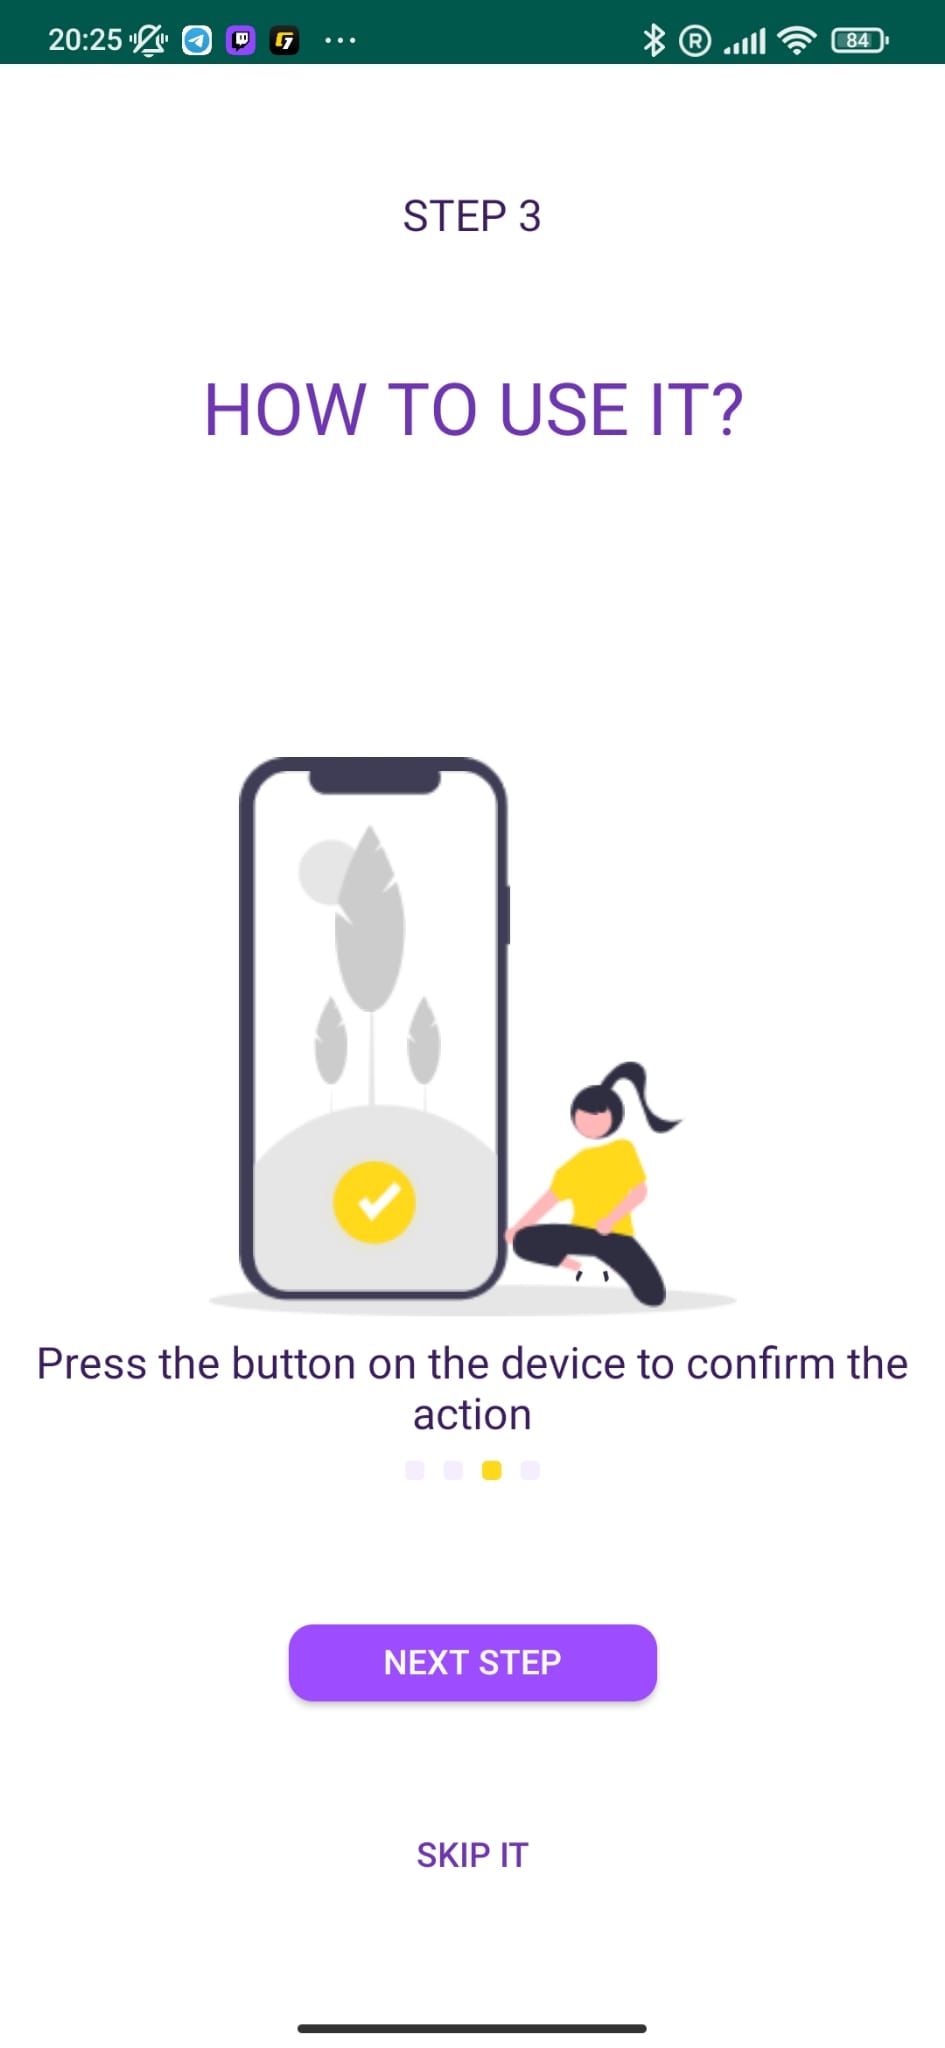 20:25
84
STEP 3
HOW TO USE IT?
Press the button on the device to confirm the
action
NEXT STEP
SKIP IT